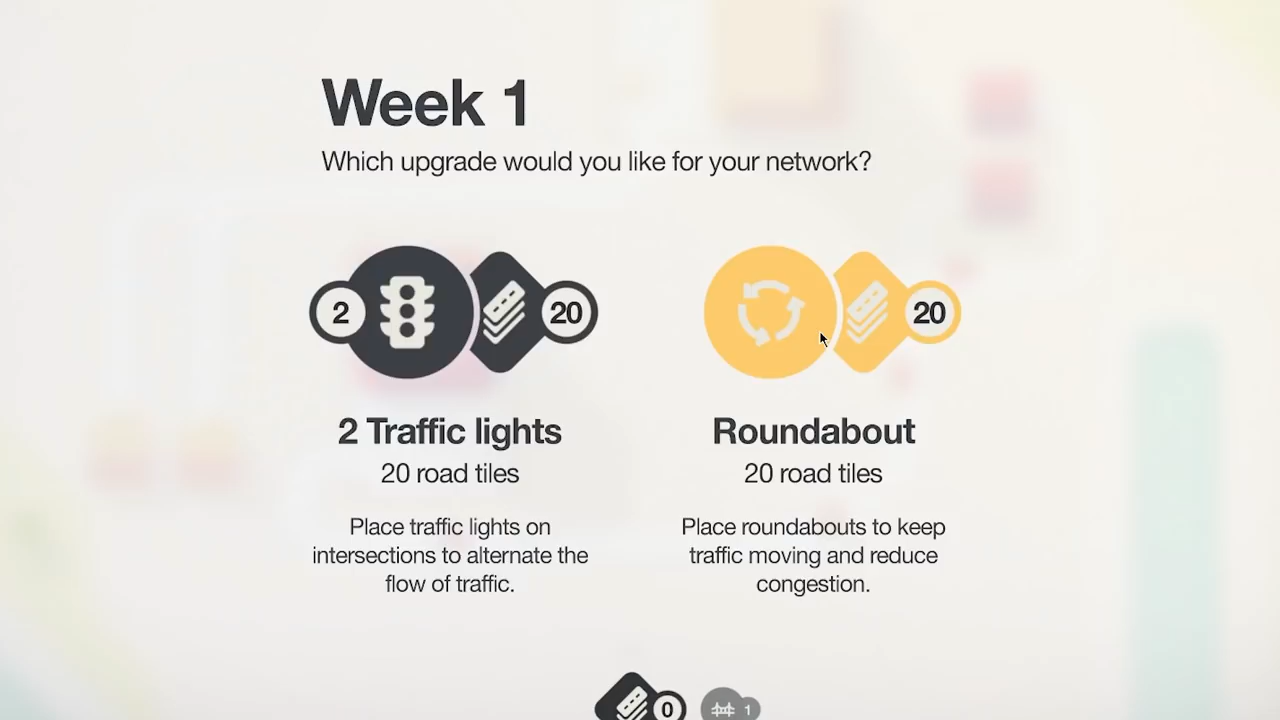 Week 1
Which upgrade would you like for your network?
2
20
20
2 Traffic lights
Roundabout
20 road tiles
20 road tiles
Place traffic lights on
intersections to alternate the
flow of traffic.
Place roundabouts to keep
traffic moving and reduce
congestion.
0
1